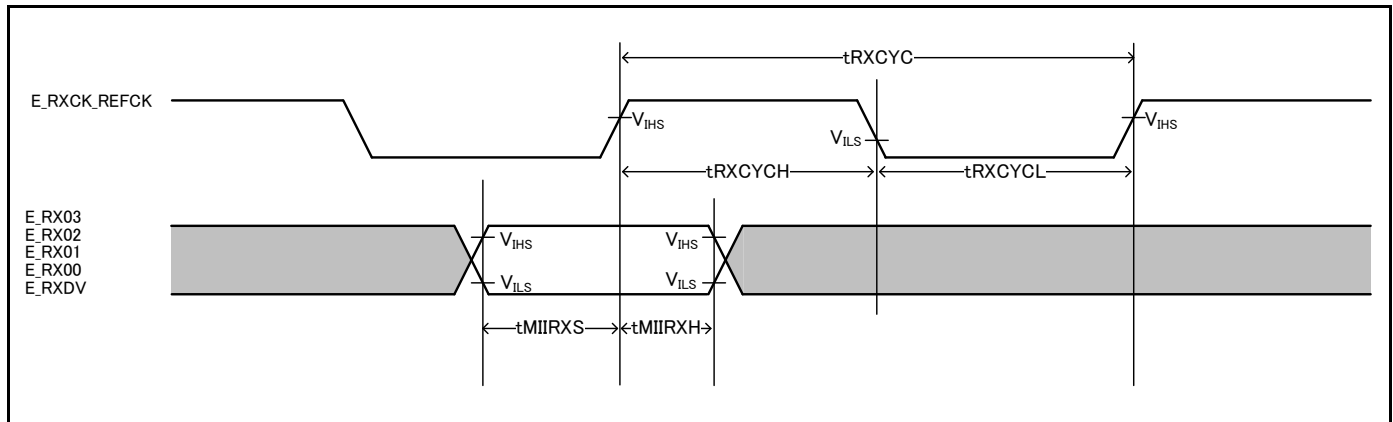 tRXCYC
E_RXCK_REFCK
VIHS
VILS
VIHS
tRXCYCH
tRXCYCL
E_RX03
E_RX02
E_RX01
E_RX00
E_RXDV
VIHS
VIHS
VILS
VILS
tMIIRXS
tMIIRXH